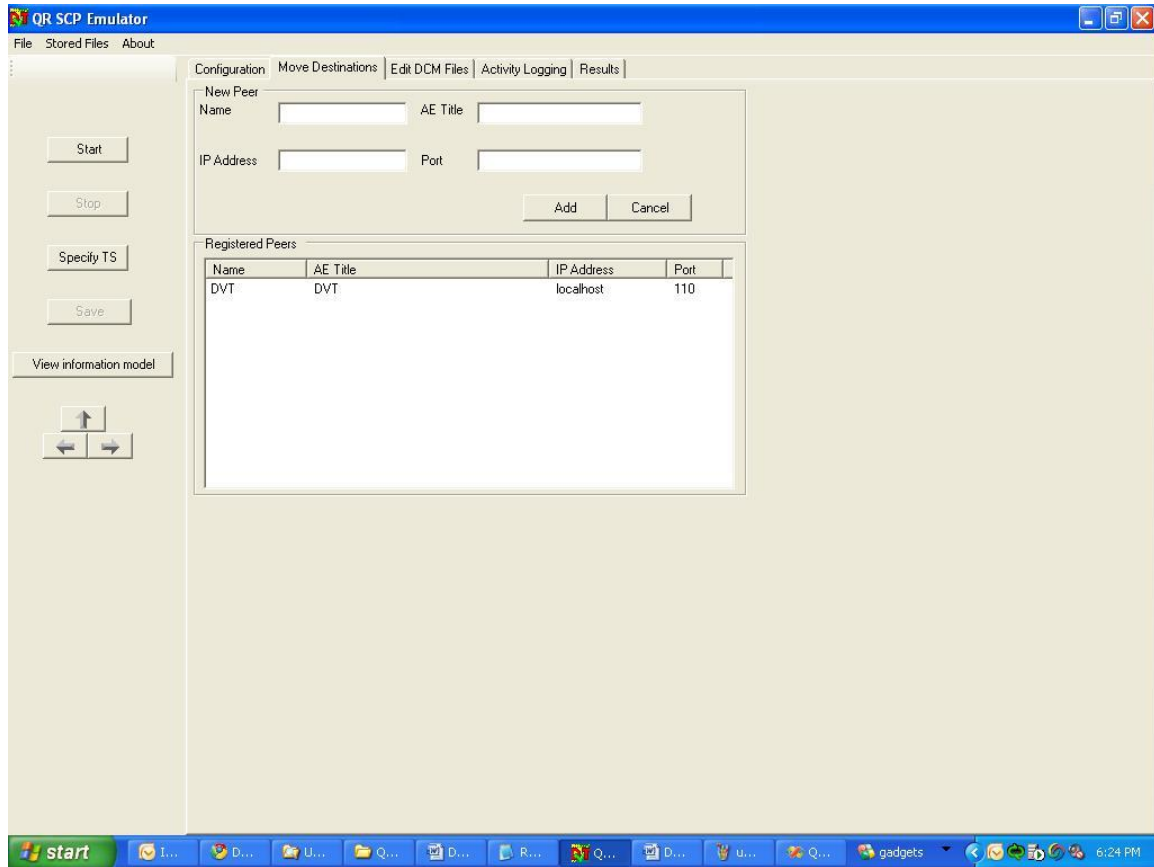 QR SCP Emulator
File Stored Files About
Configuration Move Destinations Edit DCM Files Activity Logging Results
New Peer
Name AE Title
IP Address Port
Add Cancel
Start
Stop
Specify TS
Save
View information model
Registered Peers
Name AE Title IP Address Port
DVT DVT localhost 110
start I... D... U... Q... D... R... Q... D... u... Q... gadgets 6:24 PM